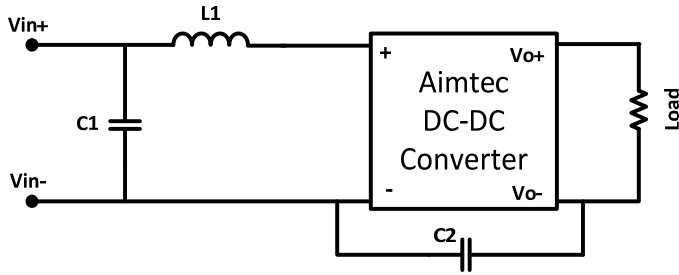 Vin+
L1
+
Vo+
Aimtec
DC-DC
Converter
Load
C1
Vin-
-
Vo-
C2